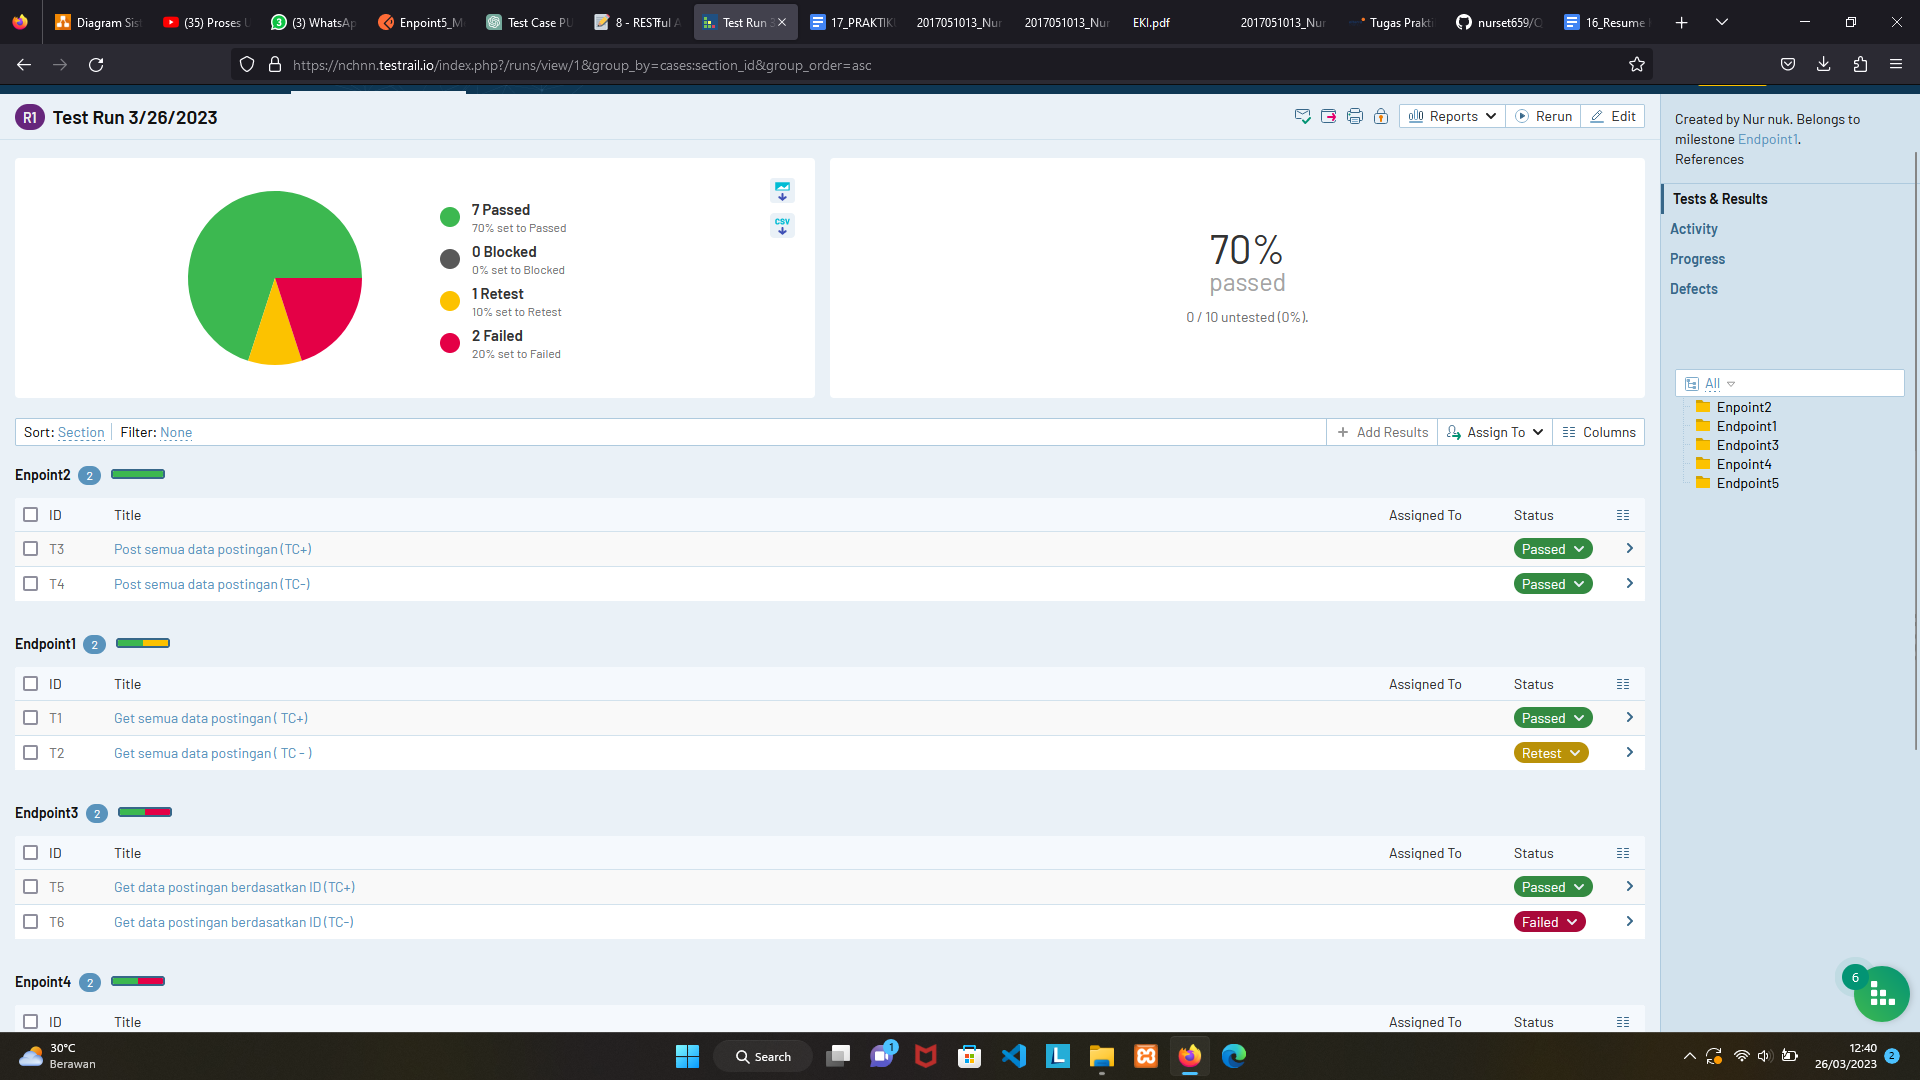 Diagram Sis
(35) Proses U
(3) WhatsAp
Enpoint5_Me
Test Case PU
8 - RESTful A
Test Run 3
17_PRAKTIK
2017051013_Nur
2017051013_Nur
EKI.pdf
2017051013_Nur
Tugas Prakti
nurset659/Q
16_Resume
https://nchnn.testrail.io/index.php?/runs/view/1&group_by=cases:section_id&group_order=asc
R1 Test Run 3/26/2023
Reports
Rerun
Edit
7 Passed
70% set to Passed
0 Blocked
0% set to Blocked
1 Retest
10% set to Retest
2 Failed
20% set to Failed
CSV
70%
passed
0 / 10 untested (0%).
Created by Nur nuk. Belongs to
milestone Endpoint1.
References
Tests & Results
Activity
Progress
Defects
All
Enpoint2
Endpoint1
Endpoint3
Enpoint4
Endpoint5
Sort: Section Filter: None
Add Results
Assign To
Columns
Enpoint2 2
ID Title Assigned To Status
T3 Post semua data postingan (TC+) Passed
T4 Post semua data postingan (TC-) Passed
Endpoint1 2
ID Title Assigned To Status
T1 Get semua data postingan ( TC+) Passed
T2 Get semua data postingan ( TC - ) Retest
Endpoint3 2
ID Title Assigned To Status
T5 Get data postingan berdasatkan ID (TC+) Passed
T6 Get data postingan berdasatkan ID (TC-) Failed
Enpoint4 2
ID Title Assigned To Status
6
30°C
Berawan
Search
1
12:40
26/03/2023
2